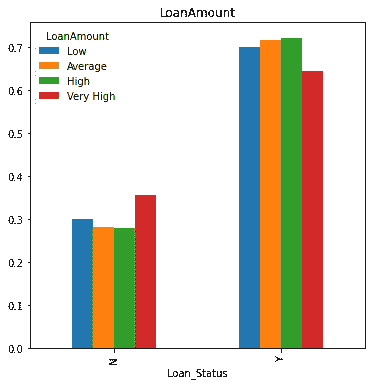 LoanAmount
LoanAmount
Low
Average
High
Very High
0.7
0.6
0.5
0.4
0.3
0.2
0.1
0.0
N
Y
Loan_Status